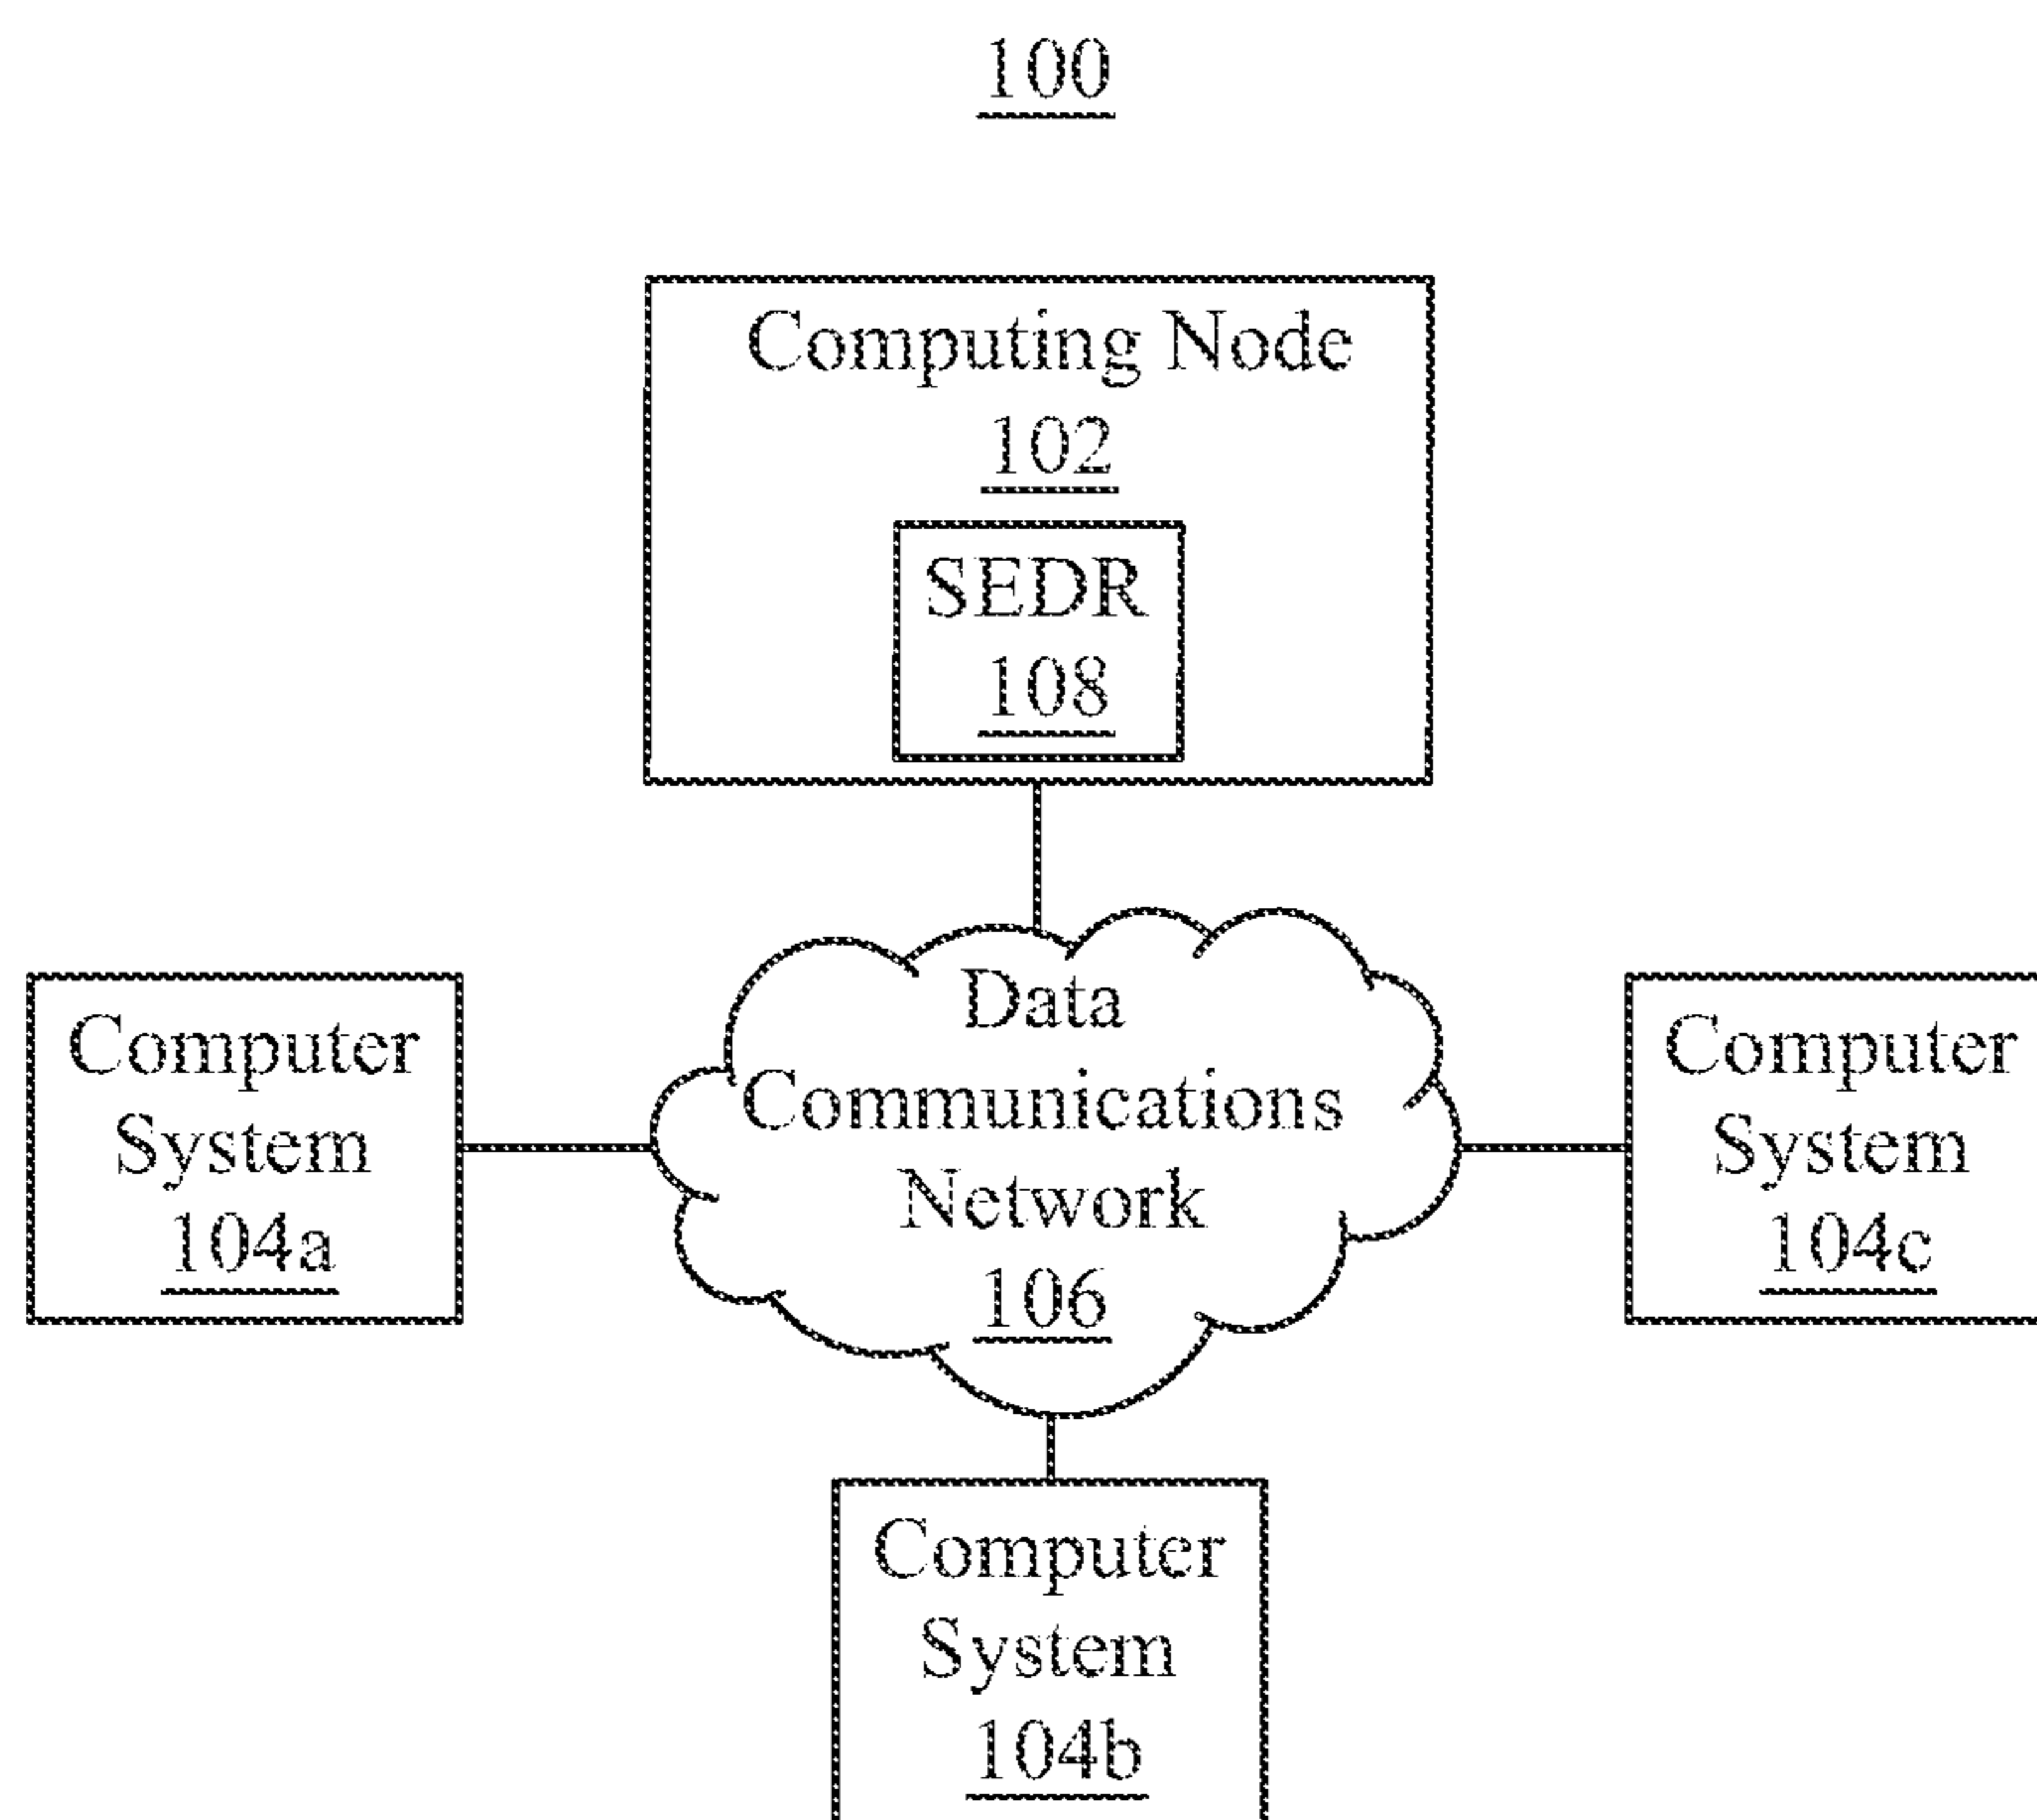 100
Computing Node
102
SEDR
108
Data
Communications
Network
106
Computer
System
104a
Computer
System
104c
Computer
System
104b